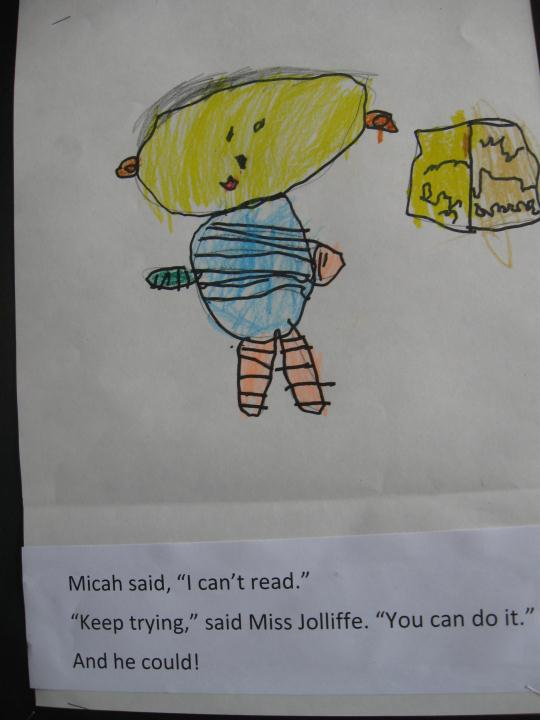 Micah said, “I can’t read.”
“Keep trying,” said Miss Jolliffe. “You can do it.”
And he could!